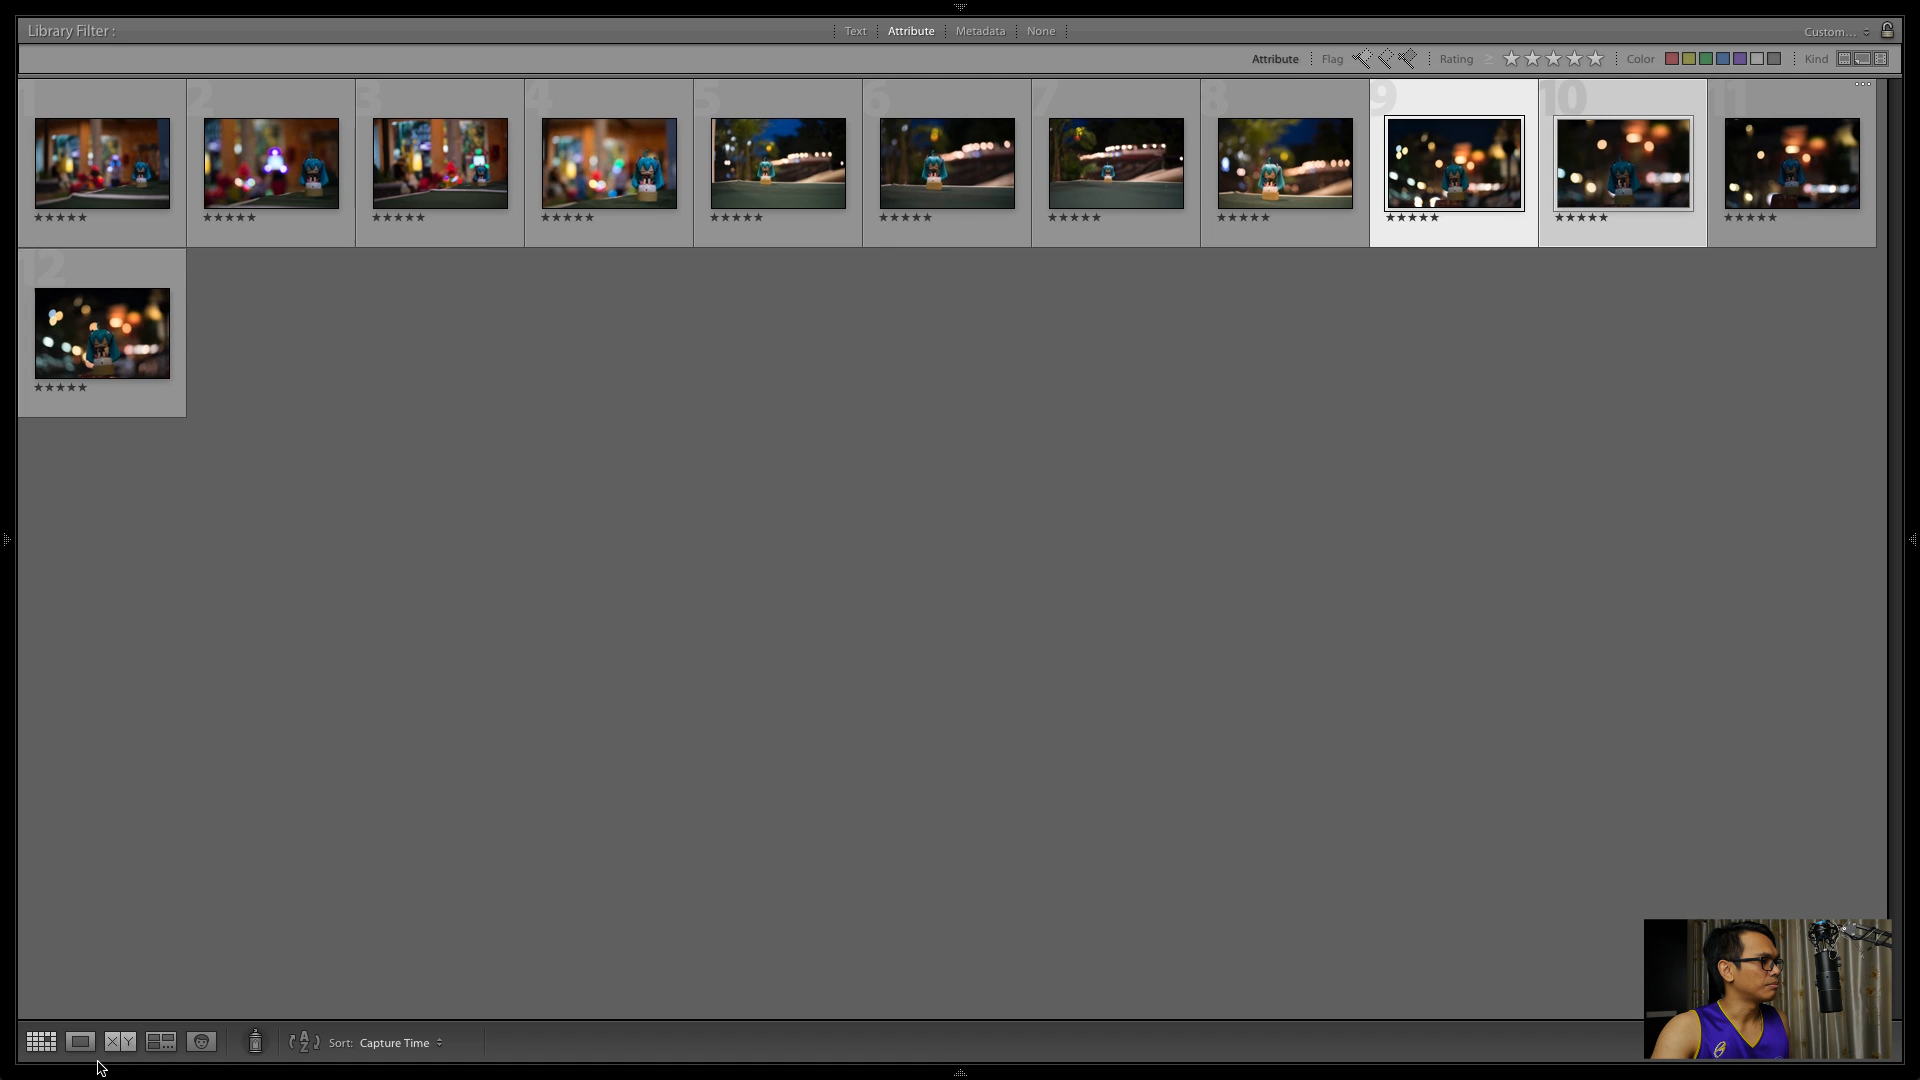 Library Filter :
Text
Attribute
Metadata
None
Custom...
Attribute
Flag
Rating
≥
Color
Kind
1
2
3
4
5
6
7
8
9
10
11
★★★★★
★★★★★
★★★★★
★★★★★
★★★★★
★★★★★
★★★★★
★★★★★
★★★★★
★★★★★
★★★★★
12
★★★★★
X Y
A Z
Sort: Capture Time